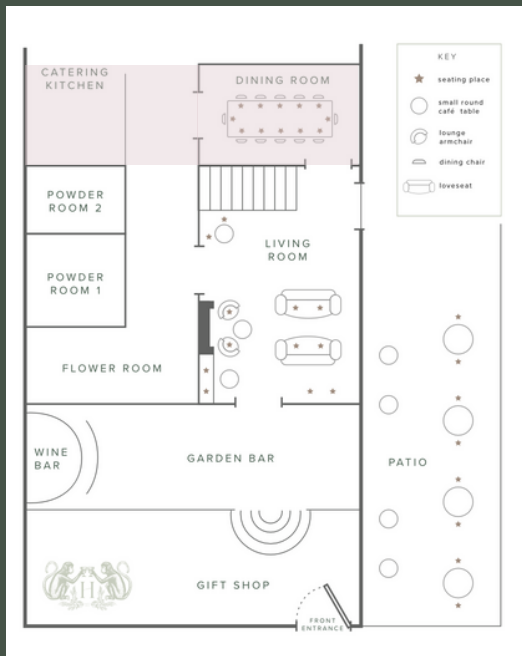 CATERING
KITCHEN
DINING ROOM
KEY
seating place
small round
café table
lounge
armchair
dining chair
loveseat
POWDER
ROOM 2
LIVING
ROOM
POWDER
ROOM 1
FLOWER ROOM
WINE
BAR
GARDEN BAR
PATIO
H
GIFT SHOP
FRONT
ENTRANCE